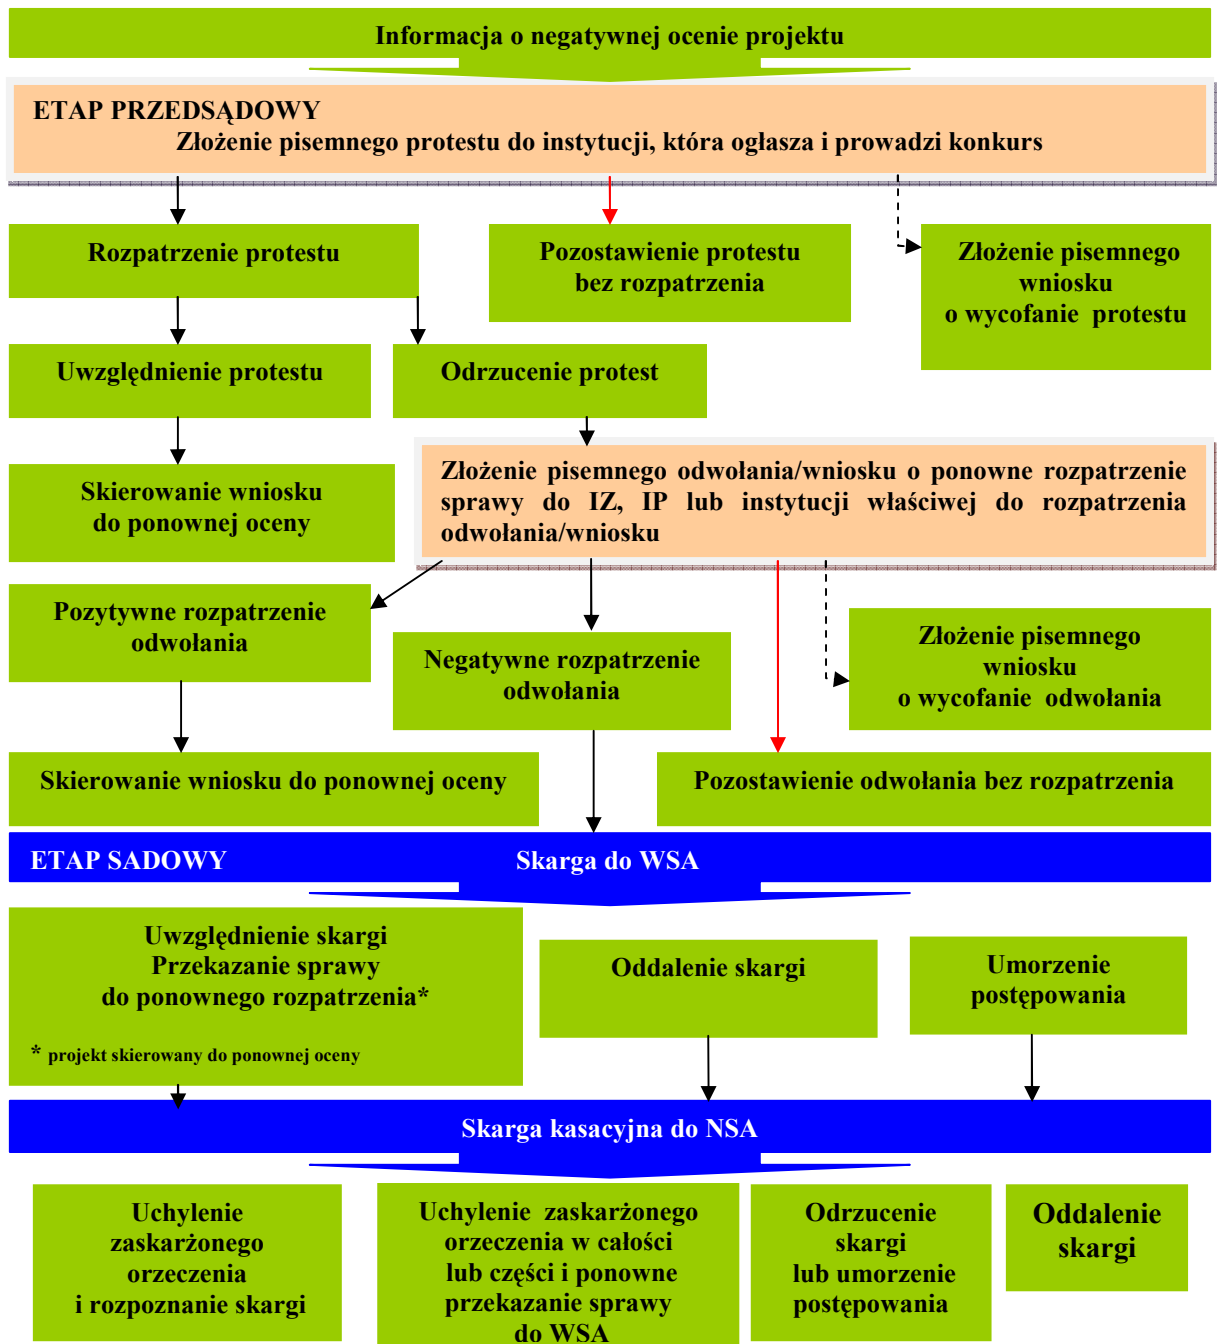 Informacja o negatywnej ocenie projektu
ETAP PRZEDSĄDOWY
Złożenie pisemnego protestu do instytucji, która ogłasza i prowadzi konkurs
Rozpatrzenie protestu
Pozostawienie protestu
bez rozpatrzenia
Złożenie pisemnego
wniosku
o wycofanie protestu
Uwzględnienie protestu
Odrzucenie protest
Skierowanie wniosku
do ponownej oceny
Złożenie pisemnego odwołania/wniosku o ponowne rozpatrzenie
sprawy do IZ, IP lub instytucji właściwej do rozpatrzenia
odwołania/wniosku
Pozytywne rozpatrzenie
odwołania
Negatywne rozpatrzenie
odwołania
Złożenie pisemnego
wniosku
o wycofanie odwołania
Skierowanie wniosku do ponownej oceny
Pozostawienie odwołania bez rozpatrzenia
ETAP SADOWY Skarga do WSA
Uwzględnienie skargi
Przekazanie sprawy
do ponownego rozpatrzenia*
* projekt skierowany do ponownej oceny
Oddalenie skargi
Umorzenie
postępowania
Skarga kasacyjna do NSA
Uchylenie
zaskarżonego
orzeczenia
i rozpoznanie skargi
Uchylenie zaskarżonego
orzeczenia w całości
lub części i ponowne
przekazanie sprawy
do WSA
Odrzucenie
skargi
lub umorzenie
postępowania
Oddalenie
skargi